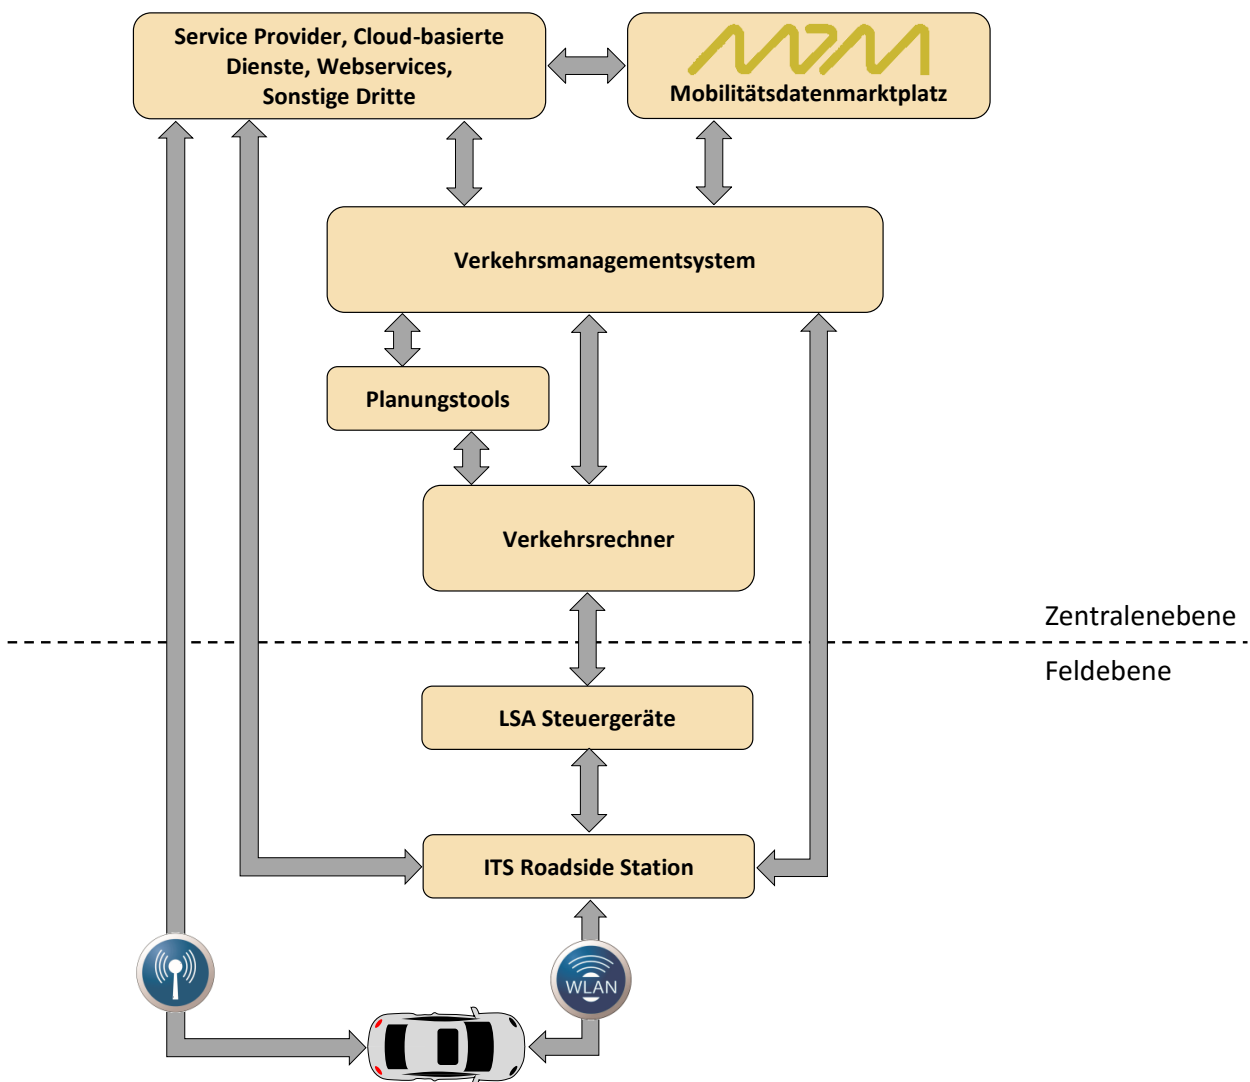 Service Provider, Cloud-basierte
Dienste, Webservices,
Sonstige Dritte
MDM
Mobilitätsdatenmarktplatz
Verkehrsmanagementsystem
Planungstools
Verkehrsrechner
Zentralenebene
Feldebene
LSA Steuergeräte
ITS Roadside Station
WLAN